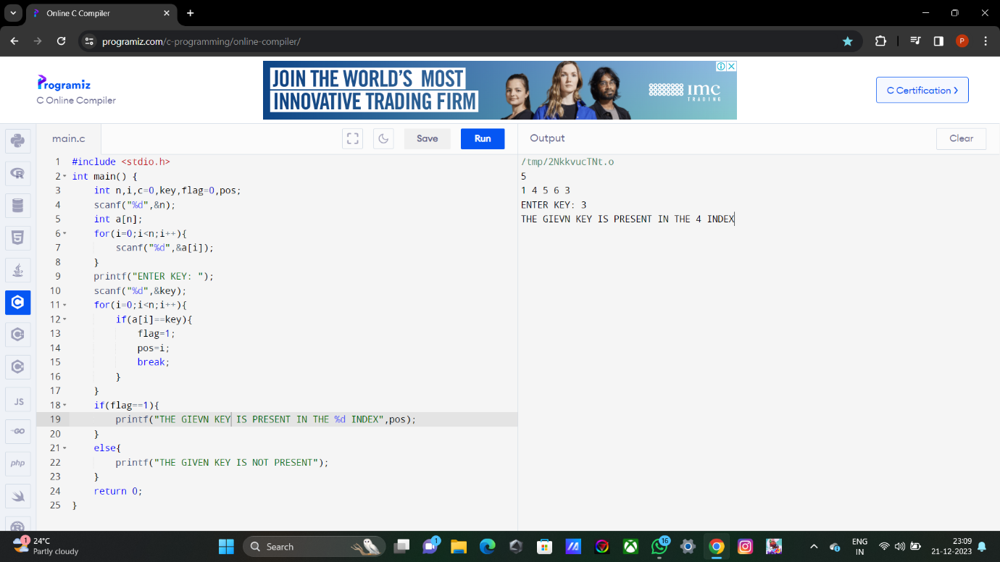 Online C Compiler
programiz.com/c-programming/online-compiler/
P
Programiz
C Online Compiler
JOIN THE WORLD'S MOST
INNOVATIVE TRADING FIRM
imc
TRADING
C Certification
main.c
Save
Run
Output
Clear
1 #include <stdio.h>
2 int main() {
3 int n,i,c=0,key,flag=0,pos;
4 scanf("%d",&n);
5 int a[n];
6 for(i=0;i<n;i++){
7 scanf("%d",&a[i]);
8 }
9 printf("ENTER KEY: ");
10 scanf("%d",&key);
11 for(i=0;i<n;i++){
12 if(a[i]==key){
13 flag=1;
14 pos=i;
15 break;
16 }
17 }
18 if(flag==1){
19 printf("THE GIEVN KEY IS PRESENT IN THE %d INDEX",pos);
20 }
21 else{
22 printf("THE GIVEN KEY IS NOT PRESENT");
23 }
24 return 0;
25 }
/tmp/2NkkvucTNt.o
5
1 4 5 6 3
ENTER KEY: 3
THE GIEVN KEY IS PRESENT IN THE 4 INDEX
R
5
C
C
C
JS
GO
php
1
24°C
Partly cloudy
Search
1
16
ENG
IN
23:09
21-12-2023